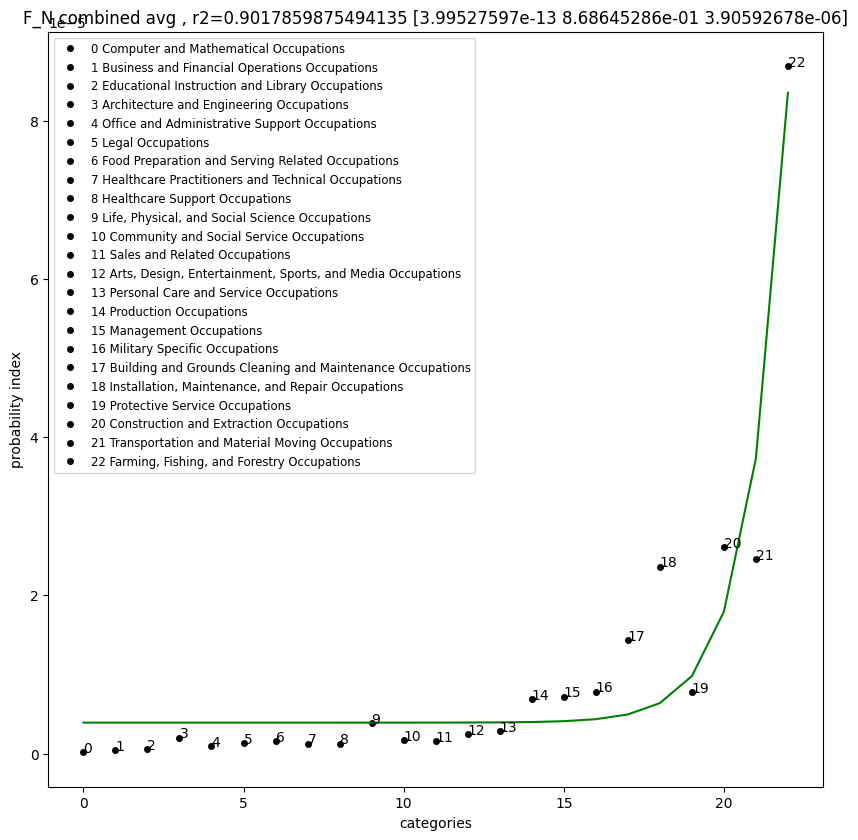 F_N combined avg , r2=0.9017859875494135 [3.99527597e-13 8.68645286e-01 3.90592678e-06]
1e−5
0 Computer and Mathematical Occupations
1 Business and Financial Operations Occupations
2 Educational Instruction and Library Occupations
3 Architecture and Engineering Occupations
4 Office and Administrative Support Occupations
5 Legal Occupations
6 Food Preparation and Serving Related Occupations
7 Healthcare Practitioners and Technical Occupations
8 Healthcare Support Occupations
9 Life, Physical, and Social Science Occupations
10 Community and Social Service Occupations
11 Sales and Related Occupations
12 Arts, Design, Entertainment, Sports, and Media Occupations
13 Personal Care and Service Occupations
14 Production Occupations
15 Management Occupations
16 Military Specific Occupations
17 Building and Grounds Cleaning and Maintenance Occupations
18 Installation, Maintenance, and Repair Occupations
19 Protective Service Occupations
20 Construction and Extraction Occupations
21 Transportation and Material Moving Occupations
22 Farming, Fishing, and Forestry Occupations
probability index
8
6
4
2
0
22
20
21
18
17
16
15
14
19
9
13
12
11
10
8
7
6
5
4
3
2
1
0
0 5 10 15 20
categories